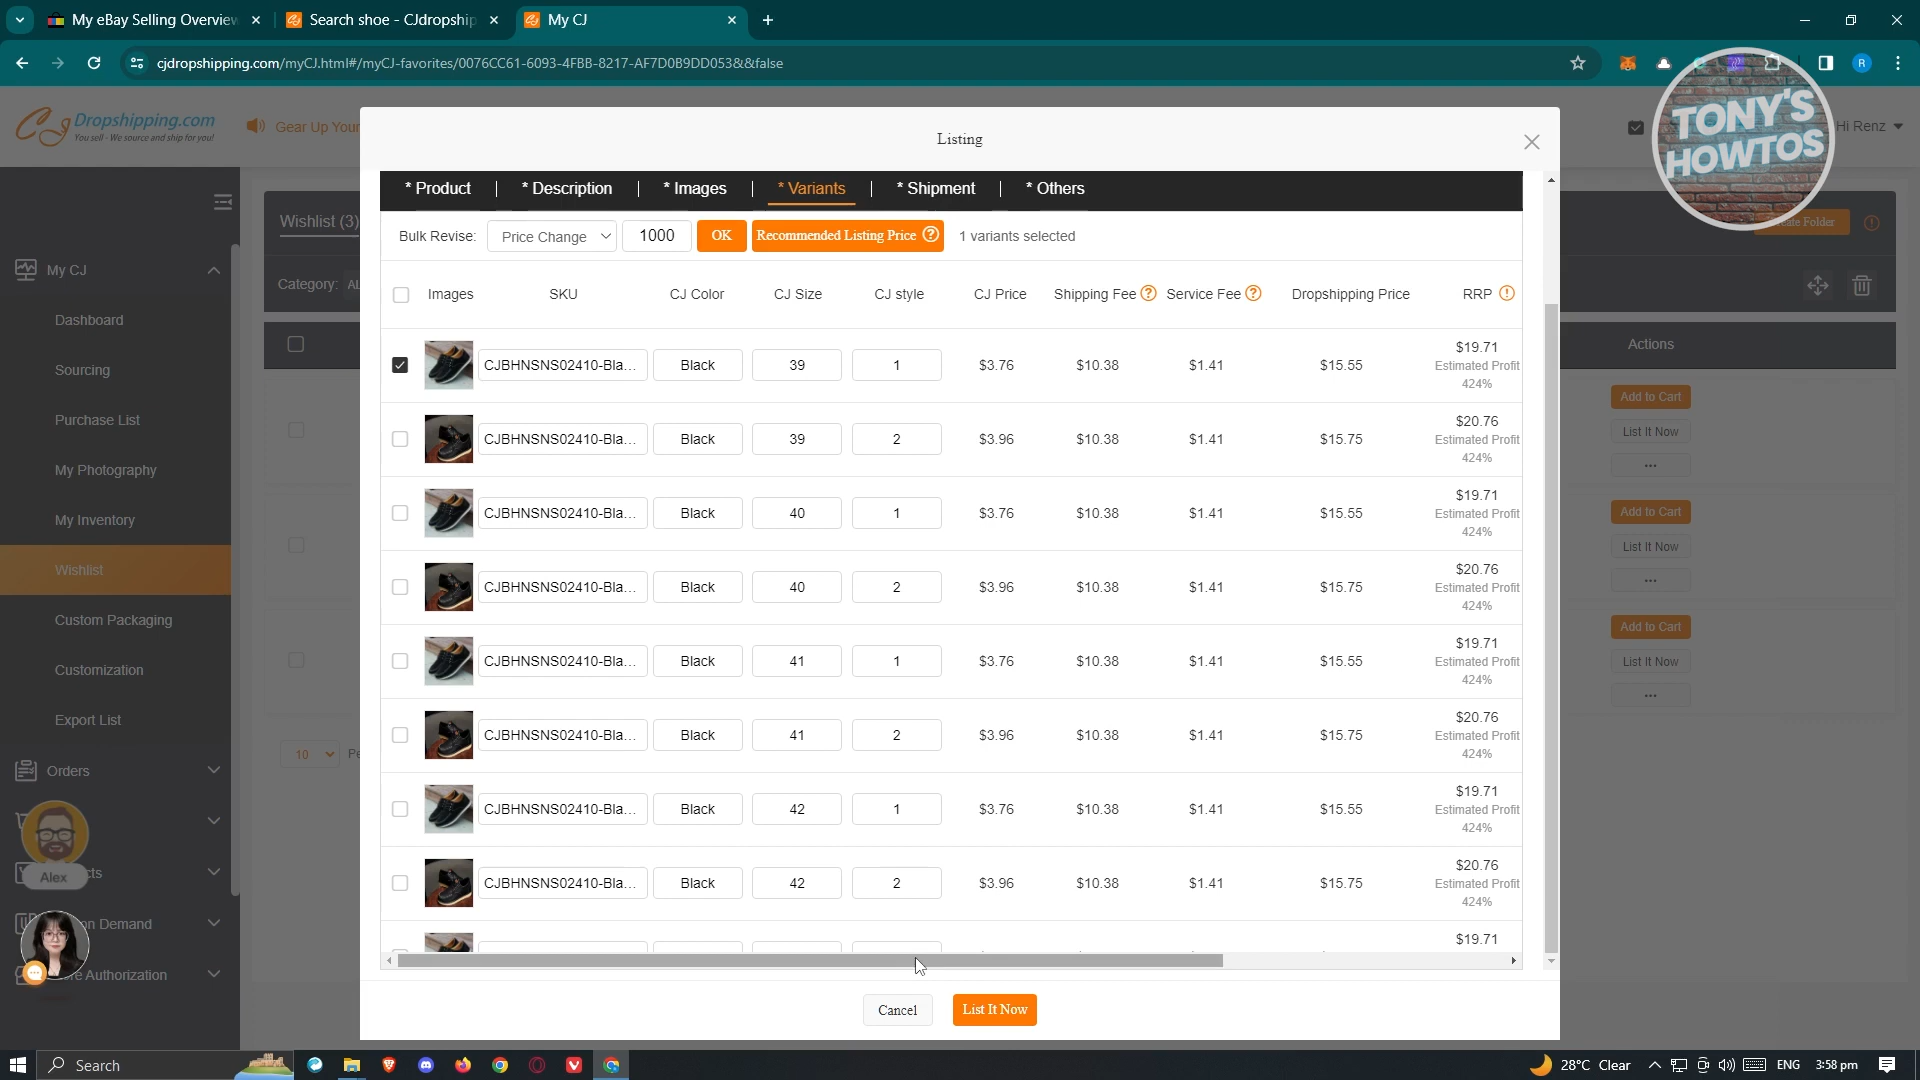 My eBay Selling Overview
Search shoe - CJdropship
My CJ
cjdropshipping.com/myCJ.html#/myCJ-favorites/0076CC61-6093-4FBB-8217-AF7D0B9DD053&t&false
R
CJ Dropshipping.com
You sell - We source and ship for you!
Gear Up Your
Hi Renz
TONY'S
HOWTOS
Listing
* Product | * Description | * Images | * Variants | * Shipment | * Others
Bulk Revise: Price Change 1000 OK Recommended Listing Price 1 variants selected
Images SKU CJ Color CJ Size CJ style CJ Price Shipping Fee Service Fee Dropshipping Price RRP
CJBHNSNS02410-Bla... Black 39 1 $3.76 $10.38 $1.41 $15.55 $19.71
Estimated Profit
424%
CJBHNSNS02410-Bla... Black 39 2 $3.96 $10.38 $1.41 $15.75 $20.76
Estimated Profit
424%
CJBHNSNS02410-Bla... Black 40 1 $3.76 $10.38 $1.41 $15.55 $19.71
Estimated Profit
424%
CJBHNSNS02410-Bla... Black 40 2 $3.96 $10.38 $1.41 $15.75 $20.76
Estimated Profit
424%
CJBHNSNS02410-Bla... Black 41 1 $3.76 $10.38 $1.41 $15.55 $19.71
Estimated Profit
424%
CJBHNSNS02410-Bla... Black 41 2 $3.96 $10.38 $1.41 $15.75 $20.76
Estimated Profit
424%
CJBHNSNS02410-Bla... Black 42 1 $3.76 $10.38 $1.41 $15.55 $19.71
Estimated Profit
424%
CJBHNSNS02410-Bla... Black 42 2 $3.96 $10.38 $1.41 $15.75 $20.76
Estimated Profit
424%
$19.71
Cancel
List It Now
My CJ
Dashboard
Sourcing
Purchase List
My Photography
My Inventory
Wishlist
Custom Packaging
Customization
Export List
Orders
Alex
Authorization
Wishlist (3)
Category:
10
Create Folder
Actions
Add to Cart
List It Now
...
Add to Cart
List It Now
...
Add to Cart
List It Now
...
Search
28°C Clear
ENG
3:58 pm